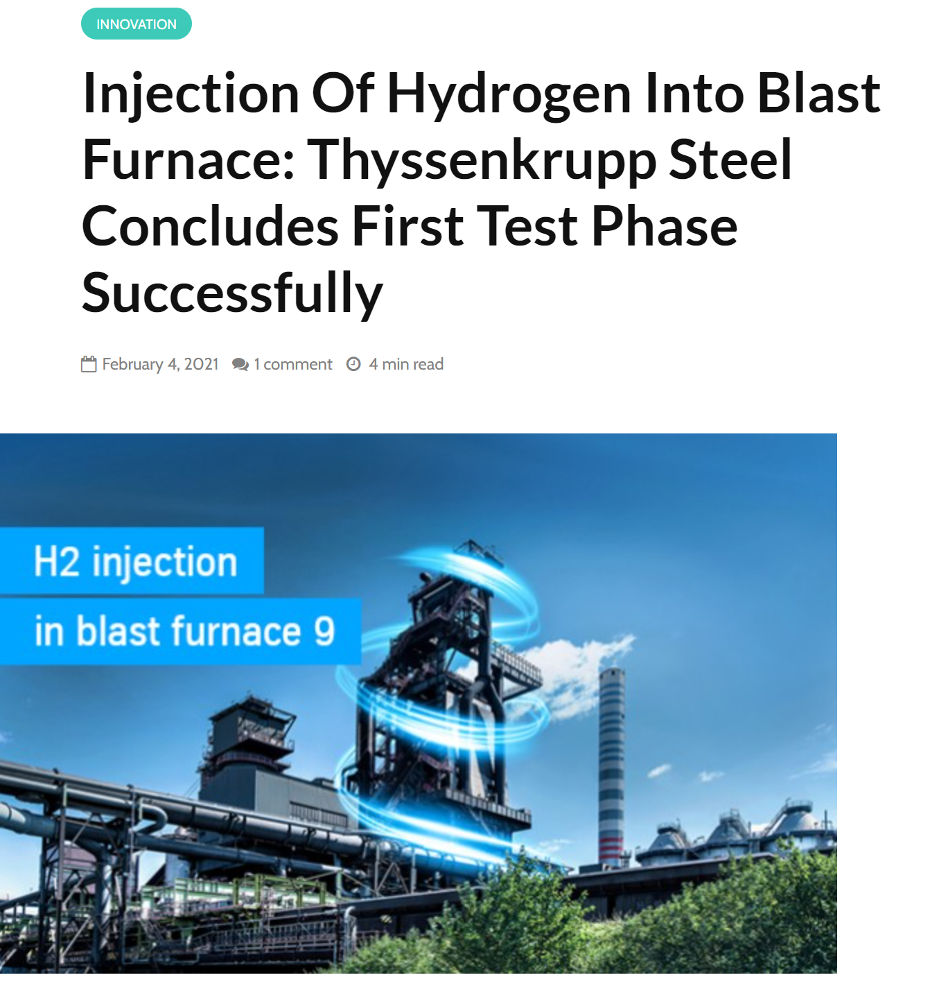 INNOVATION
Injection Of Hydrogen Into Blast
Furnace: Thyssenkrupp Steel
Concludes First Test Phase
Successfully
February 4, 2021 1 comment 4 min read
H2 injection
in blast furnace 9